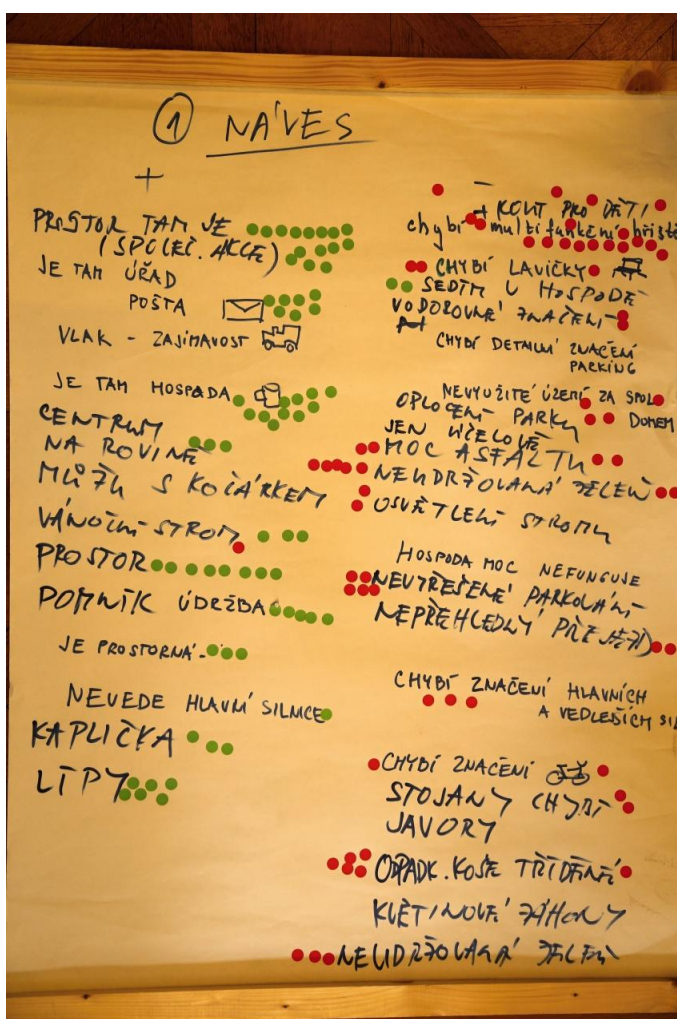 ① NÁVES
+
PROSTOR TAM JE
(SPOLEČ. AKCE)
JE TAM ÚŘAD
POŠTA
VLAK - ZAJÍMAVOST
JE TAM HOSPODA
CENTRUM
NA ROVINĚ
MŮŽU S KOČÁRKEM
VÁNOČNÍ STROM
PROSTOR
POMNÍK ÚDRŽBA
JE PROSTORNÁ -
NEVEDE HLAVNÍ SILNICE
KAPLIČKA
LÍPY
-
+ KOUT PRO DĚTI
chybí multifunkční hřiště
CHYBÍ LAVIČKY
SEDÍM U HOSPODĚ
VODOROVNÉ ZNAČENÍ
CHYBÍ DETAILNÍ ZNAČENÍ
PARKING
NEVYUŽITÉ ÚZEMÍ ZA SPOL
DOMEM
OPLOCENÍ PARKU
JEN ÚČELOVĚ
MOC ASFALTU
NEUDRŽOVANÁ ZELEŇ
OSVĚTLENÍ STROMU
HOSPODA MOC NEFUNGUJE
NEVYŘEŠENÉ PARKOVÁNÍ
NEPŘEHLEDNÝ PŘEJEZD
CHYBÍ ZNAČENÍ HLAVNÍCH
A VEDLEJŠÍCH SIL
CHYBÍ ZNAČENÍ
STOJANY CHYBÍ
JAVORY
ODPADK. KOŠE TŘÍDĚNÉ
KVĚTINOVÉ ZÁHONY
NEUDRŽOVANÁ ZELEŇ